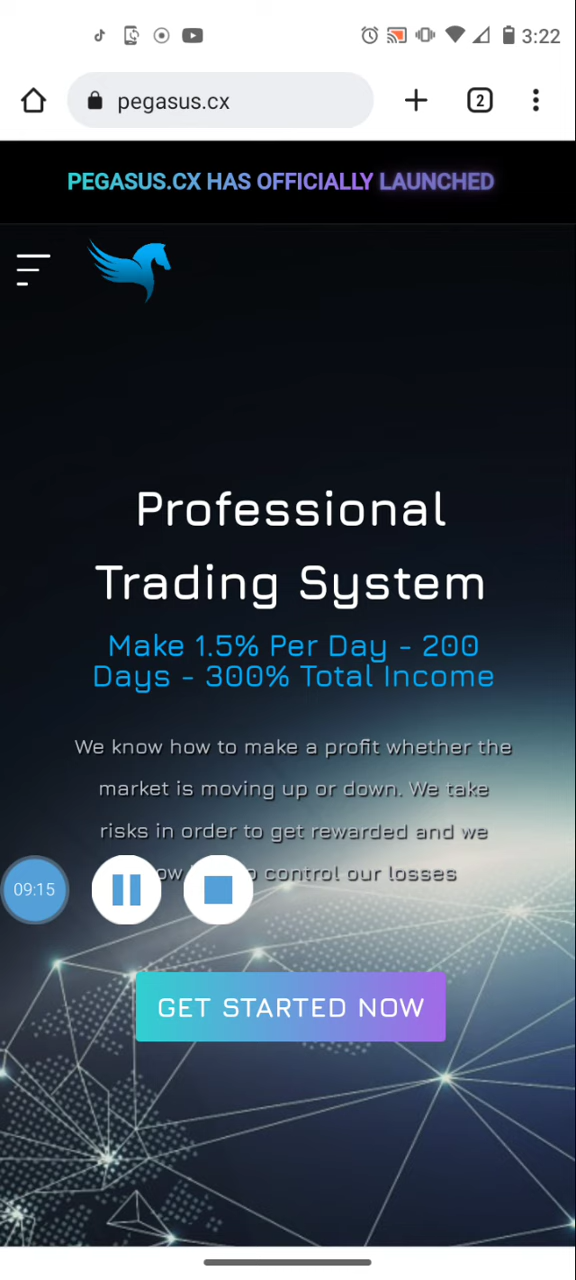 3:22
pegasus.cx
2
PEGASUS.CX HAS OFFICIALLY LAUNCHED
Professional
Trading System
Make 1.5% Per Day - 200
Days - 300% Total Income
We know how to make a profit whether the
market is moving up or down. We take
risks in order to get rewarded and we
control our losses
09:15
GET STARTED NOW